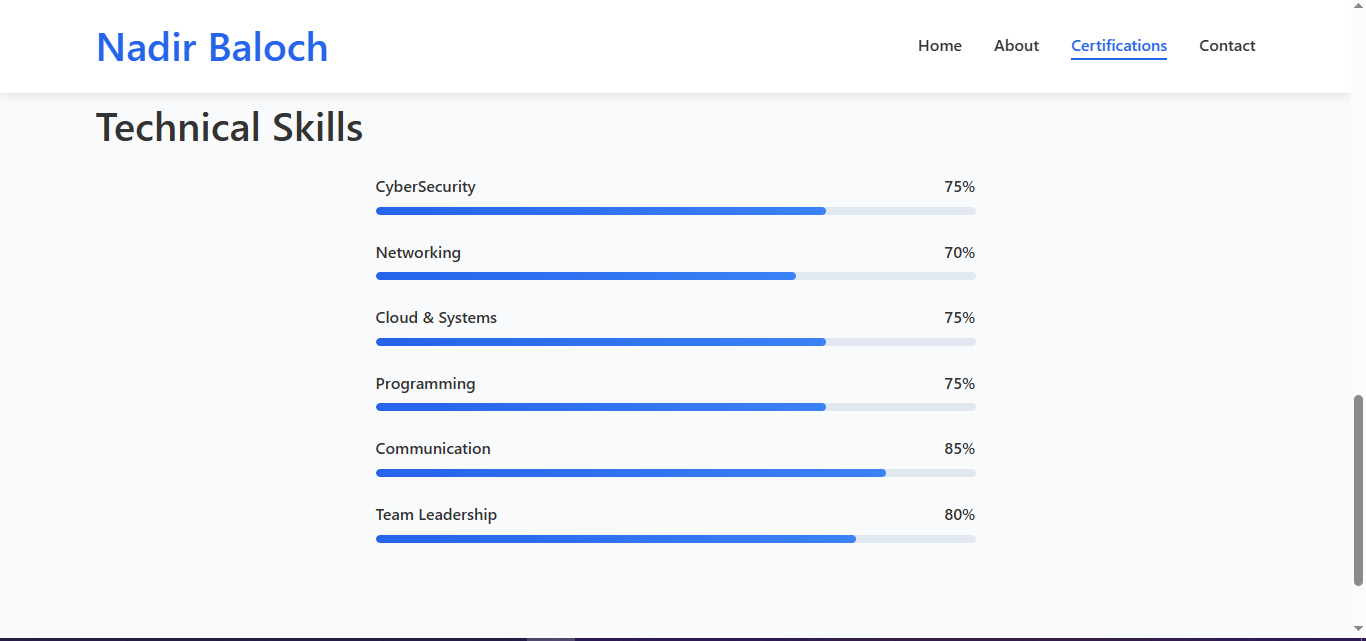 Nadir Baloch
Home About Certifications Contact
Technical Skills
CyberSecurity 75%
Networking 70%
Cloud & Systems 75%
Programming 75%
Communication 85%
Team Leadership 80%